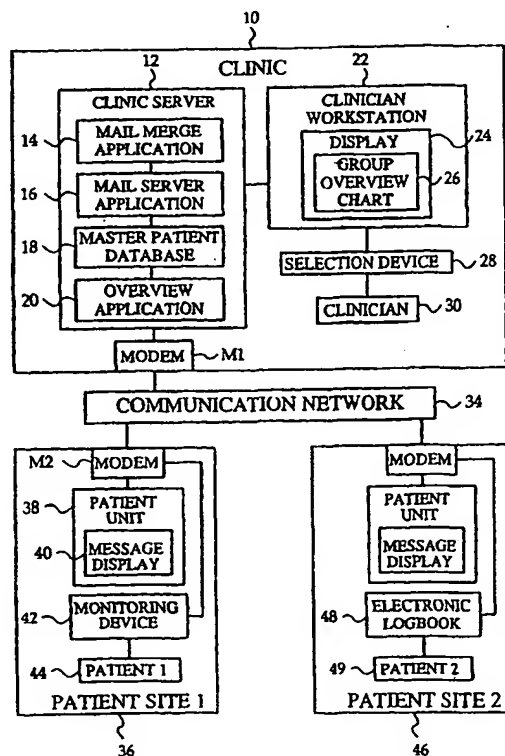 10
CLINIC
12
22
CLINIC SERVER
14
MAIL MERGE
APPLICATION
16
MAIL SERVER
APPLICATION
18
MASTER PATIENT
DATABASE
20
OVERVIEW
APPLICATION
MODEM
M1
CLINICIAN
WORKSTATION
DISPLAY
24
GROUP
OVERVIEW
CHART
26
SELECTION DEVICE
28
CLINICIAN
30
COMMUNICATION NETWORK
34
M2
MODEM
38
PATIENT
UNIT
40
MESSAGE
DISPLAY
42
MONITORING
DEVICE
44
PATIENT 1
PATIENT SITE 1
36
MODEM
PATIENT
UNIT
MESSAGE
DISPLAY
48
ELECTRONIC
LOGBOOK
49
PATIENT 2
PATIENT SITE 2
46